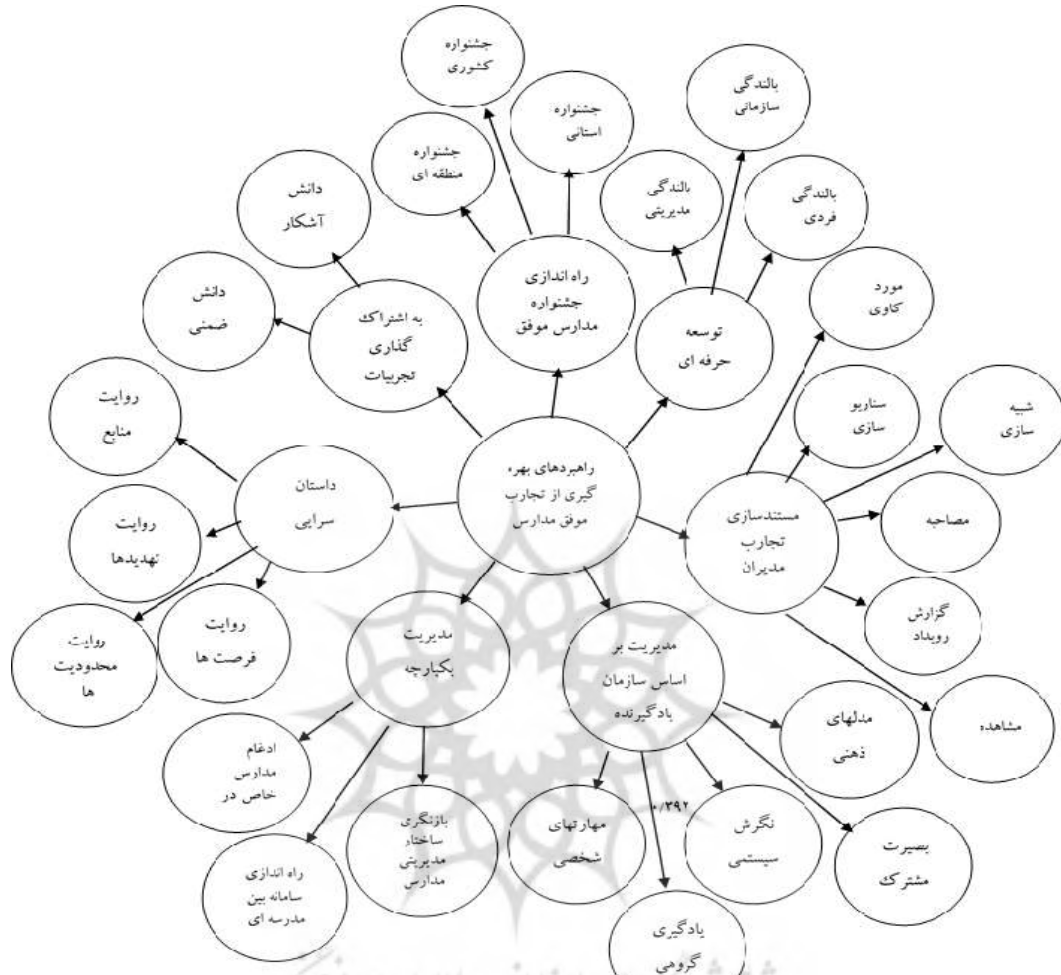 جشنواره
کشوری
بالندگی
سازمانی
جشنواره
استانی
جشنواره
منطقه ای
بالندگی
مدیریتی
بالندگی
فردی
دانش
آشکار
دانش
ضمنی
به اشتراک
گذاری
تجربیات
راه اندازی
جشنواره
مدارس موفق
توسعه
حرفه ای
مورد
کاوی
سناریو
سازی
شبیه
سازی
روایت
منابع
داستان
سرایی
راهبردهای بهره
گیری از تجارب
موفق مدارس
مستندسازی
تجارب
مدیران
مصاحبه
روایت
تهدیدها
گزارش
رویداد
روایت
محدودیت
ها
روایت
فرصت ها
مدیریت
یکپارچه
مدیریت بر
اساس سازمان
یادگیرنده
مدلهای
ذهنی
مشاهده
ادغام
مدارس
خاص در
راه اندازی
سامانه بین
مدرسه ای
بازنگری
ساختار
مدیریتی
مدارس
مهارتهای
شخصی
۰/۳۹۲
نگرش
سیستمی
بصیرت
مشترک
یادگیری
گروهی